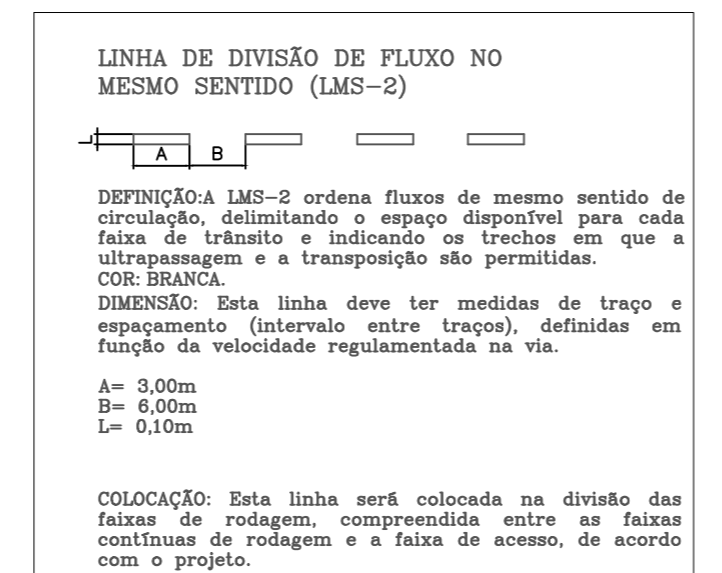 LINHA DE DIVISÃO DE FLUXO NO
MESMO SENTIDO (LMS-2)
L
A B
DEFINIÇÃO:A LMS-2 ordena fluxos de mesmo sentido de
circulação, delimitando o espaço disponível para cada
faixa de trânsito e indicando os trechos em que a
ultrapassagem e a transposição são permitidas.
COR: BRANCA.
DIMENSÃO: Esta linha deve ter medidas de traço e
espaçamento (intervalo entre traços), definidas em
função da velocidade regulamentada na via.
A= 3,00m
B= 6,00m
L= 0,10m
COLOCAÇÃO: Esta linha será colocada na divisão das
faixas de rodagem, compreendida entre as faixas
contínuas de rodagem e a faixa de acesso, de acordo
com o projeto.